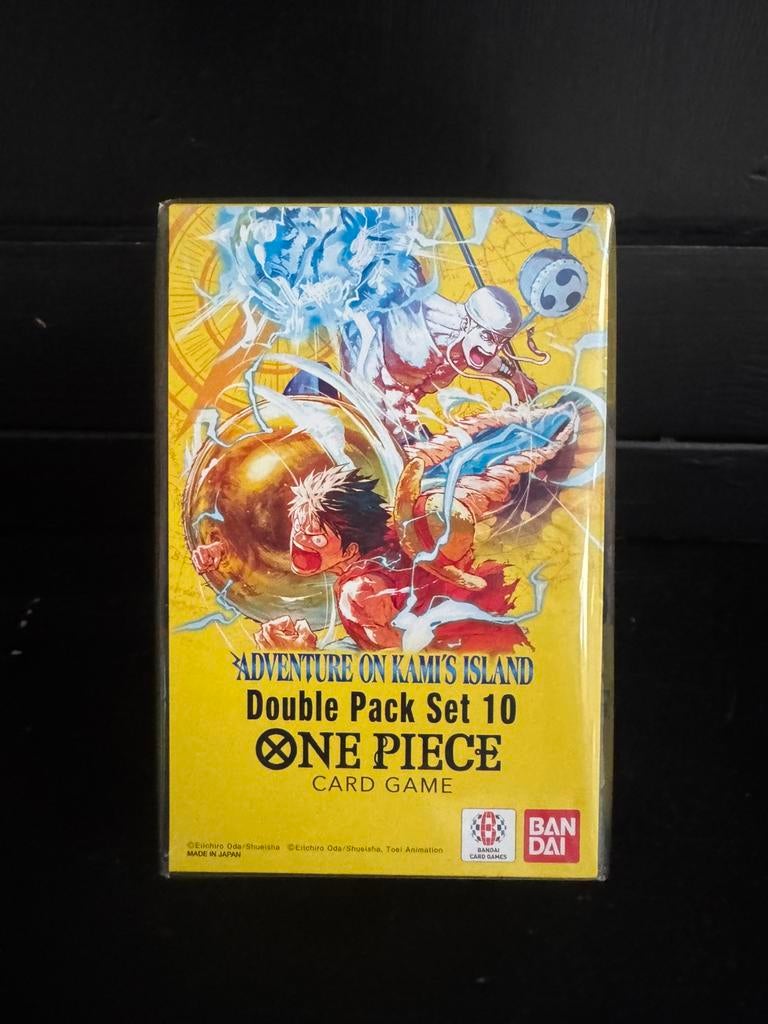 ADVENTURE ON KAMI'S ISLAND
Double Pack Set 10
ONE PIECE
CARD GAME
©Eiichiro Oda/Shueisha ©Eiichiro Oda/Shueisha, Toei Animation
MADE IN JAPAN
B
BANDAI
CARD GAMES
BAN
DAI